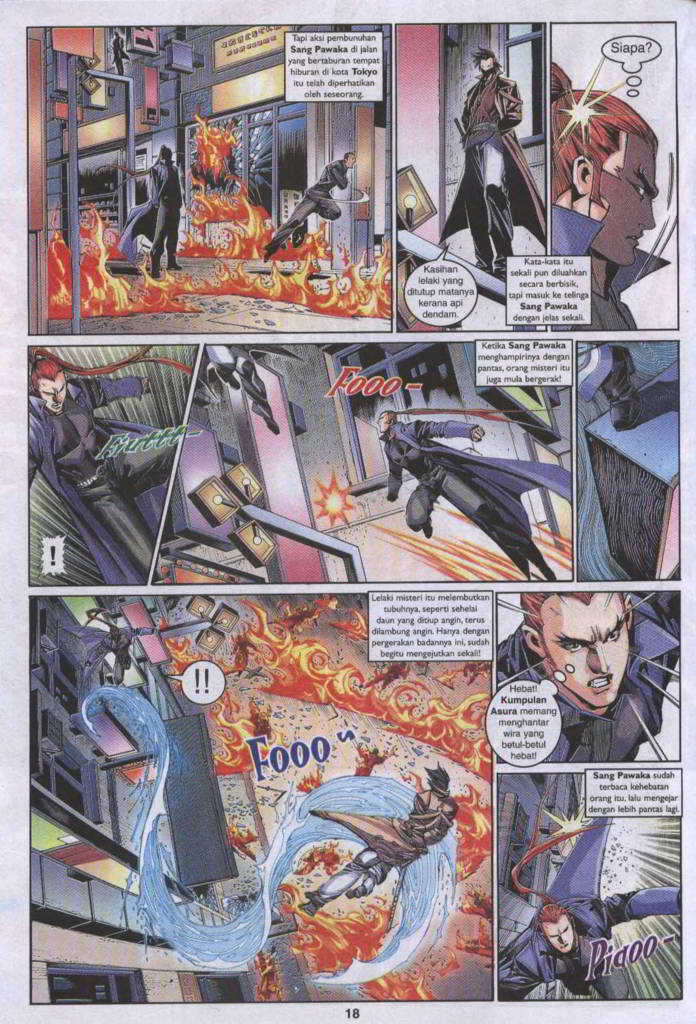 Tapi aksi pembunuhan
Sang Pawaka di jalan
yang bertaburan tempat
hiburan di kota Tokyo
itu telah diperhatikan
oleh seseorang.
Kasihan
lelaki yang
ditutup matanya
kerana api
dendam.
Siapa?
Kata-kata itu
sekali pun diluahkan
secara berbisik,
tapi masuk ke telinga
Sang Pawaka
dengan jelas sekali.
!
Fooo~
Ketika Sang Pawaka
menghampirinya dengan
pantas, orang misteri itu
juga mula bergerak!
!!
Fooo~
Lelaki misteri itu melembutkan
tubuhnya, seperti sehelai
daun yang ditiup angin, terus
dilambung angin. Hanya dengan
pergerakan badannya ini, sudah
begitu mengejutkan sekali!
Hebat!
Kumpulan
Asura memang
menghantar
wira yang
betul-betul
hebat!
Sang Pawaka sudah
terbaca kehebatan
orang itu, lalu mengejar
dengan lebih pantas lagi.
Piaoo~
18